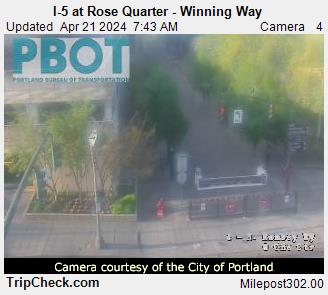 I-5 at Rose Quarter - Winning Way
Updated Apr 21 2024 7:43 AM Camera 4
PBOT
PORTLAND BUREAU OF TRANSPORTATION
Camera courtesy of the City of Portland
TripCheck.com Milepost302.00